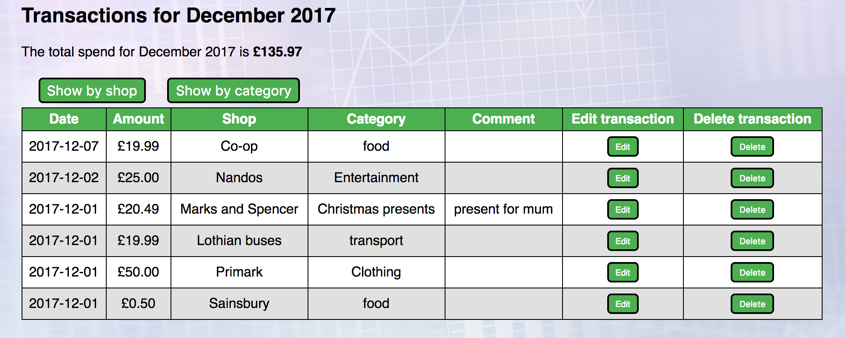 Transactions for December 2017
The total spend for December 2017 is £135.97
Show by shop Show by category
Date Amount Shop Category Comment Edit transaction Delete transaction
2017-12-07 £19.99 Co-op food Edit Delete
2017-12-02 £25.00 Nandos Entertainment Edit Delete
2017-12-01 £20.49 Marks and Spencer Christmas presents present for mum Edit Delete
2017-12-01 £19.99 Lothian buses transport Edit Delete
2017-12-01 £50.00 Primark Clothing Edit Delete
2017-12-01 £0.50 Sainsbury food Edit Delete